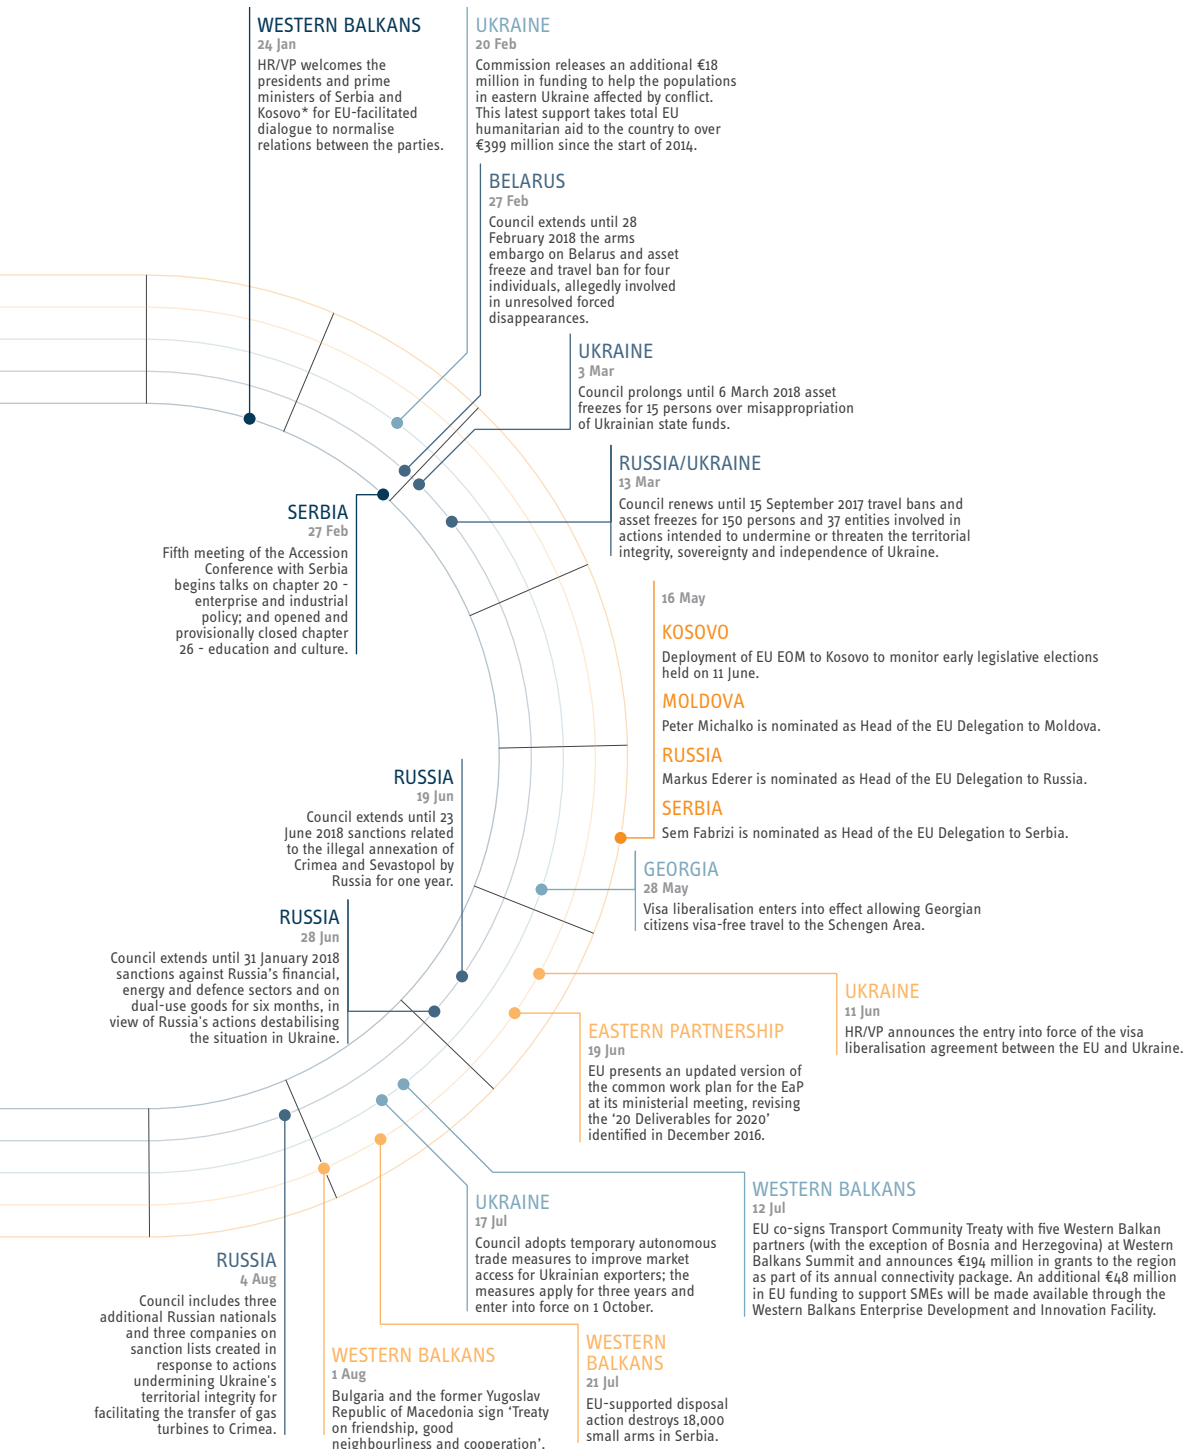 WESTERN BALKANS
24 Jan
HR/VP welcomes the
presidents and prime
ministers of Serbia and
Kosovo* for EU-facilitated
dialogue to normalise
relations between the parties.
UKRAINE
20 Feb
Commission releases an additional €18
million in funding to help the populations
in eastern Ukraine affected by conflict.
This latest support takes total EU
humanitarian aid to the country to over
€399 million since the start of 2014.
BELARUS
27 Feb
Council extends until 28
February 2018 the arms
embargo on Belarus and asset
freeze and travel ban for four
individuals, allegedly involved
in unresolved forced
disappearances.
UKRAINE
3 Mar
Council prolongs until 6 March 2018 asset
freezes for 15 persons over misappropriation
of Ukrainian state funds.
RUSSIA/UKRAINE
13 Mar
Council renews until 15 September 2017 travel bans and
asset freezes for 150 persons and 37 entities involved in
actions intended to undermine or threaten the territorial
integrity, sovereignty and independence of Ukraine.
SERBIA
27 Feb
Fifth meeting of the Accession
Conference with Serbia
begins talks on chapter 20 -
enterprise and industrial
policy; and opened and
provisionally closed chapter
26 - education and culture.
16 May
KOSOVO
Deployment of EU EOM to Kosovo to monitor early legislative elections
held on 11 June.
MOLDOVA
Peter Michalko is nominated as Head of the EU Delegation to Moldova.
RUSSIA
Markus Ederer is nominated as Head of the EU Delegation to Russia.
SERBIA
Sem Fabrizi is nominated as Head of the EU Delegation to Serbia.
RUSSIA
19 Jun
Council extends until 23
June 2018 sanctions related
to the illegal annexation of
Crimea and Sevastopol by
Russia for one year.
GEORGIA
28 May
Visa liberalisation enters into effect allowing Georgian
citizens visa-free travel to the Schengen Area.
RUSSIA
28 Jun
Council extends until 31 January 2018
sanctions against Russia's financial,
energy and defence sectors and on
dual-use goods for six months, in
view of Russia's actions destabilising
the situation in Ukraine.
UKRAINE
11 Jun
HR/VP announces the entry into force of the visa
liberalisation agreement between the EU and Ukraine.
EASTERN PARTNERSHIP
19 Jun
EU presents an updated version of
the common work plan for the EaP
at its ministerial meeting, revising
the ‘20 Deliverables for 2020’
identified in December 2016.
WESTERN BALKANS
12 Jul
EU co-signs Transport Community Treaty with five Western Balkan
partners (with the exception of Bosnia and Herzegovina) at Western
Balkans Summit and announces €194 million in grants to the region
as part of its annual connectivity package. An additional €48 million
in EU funding to support SMEs will be made available through the
Western Balkans Enterprise Development and Innovation Facility.
UKRAINE
17 Jul
Council adopts temporary autonomous
trade measures to improve market
access for Ukrainian exporters; the
measures apply for three years and
enter into force on 1 October.
RUSSIA
4 Aug
Council includes three
additional Russian nationals
and three companies on
sanction lists created in
response to actions
undermining Ukraine's
territorial integrity for
facilitating the transfer of gas
turbines to Crimea.
WESTERN BALKANS
1 Aug
Bulgaria and the former Yugoslav
Republic of Macedonia sign ‘Treaty
on friendship, good
neighbourliness and cooperation’.
WESTERN
BALKANS
21 Jul
EU-supported disposal
action destroys 18,000
small arms in Serbia.